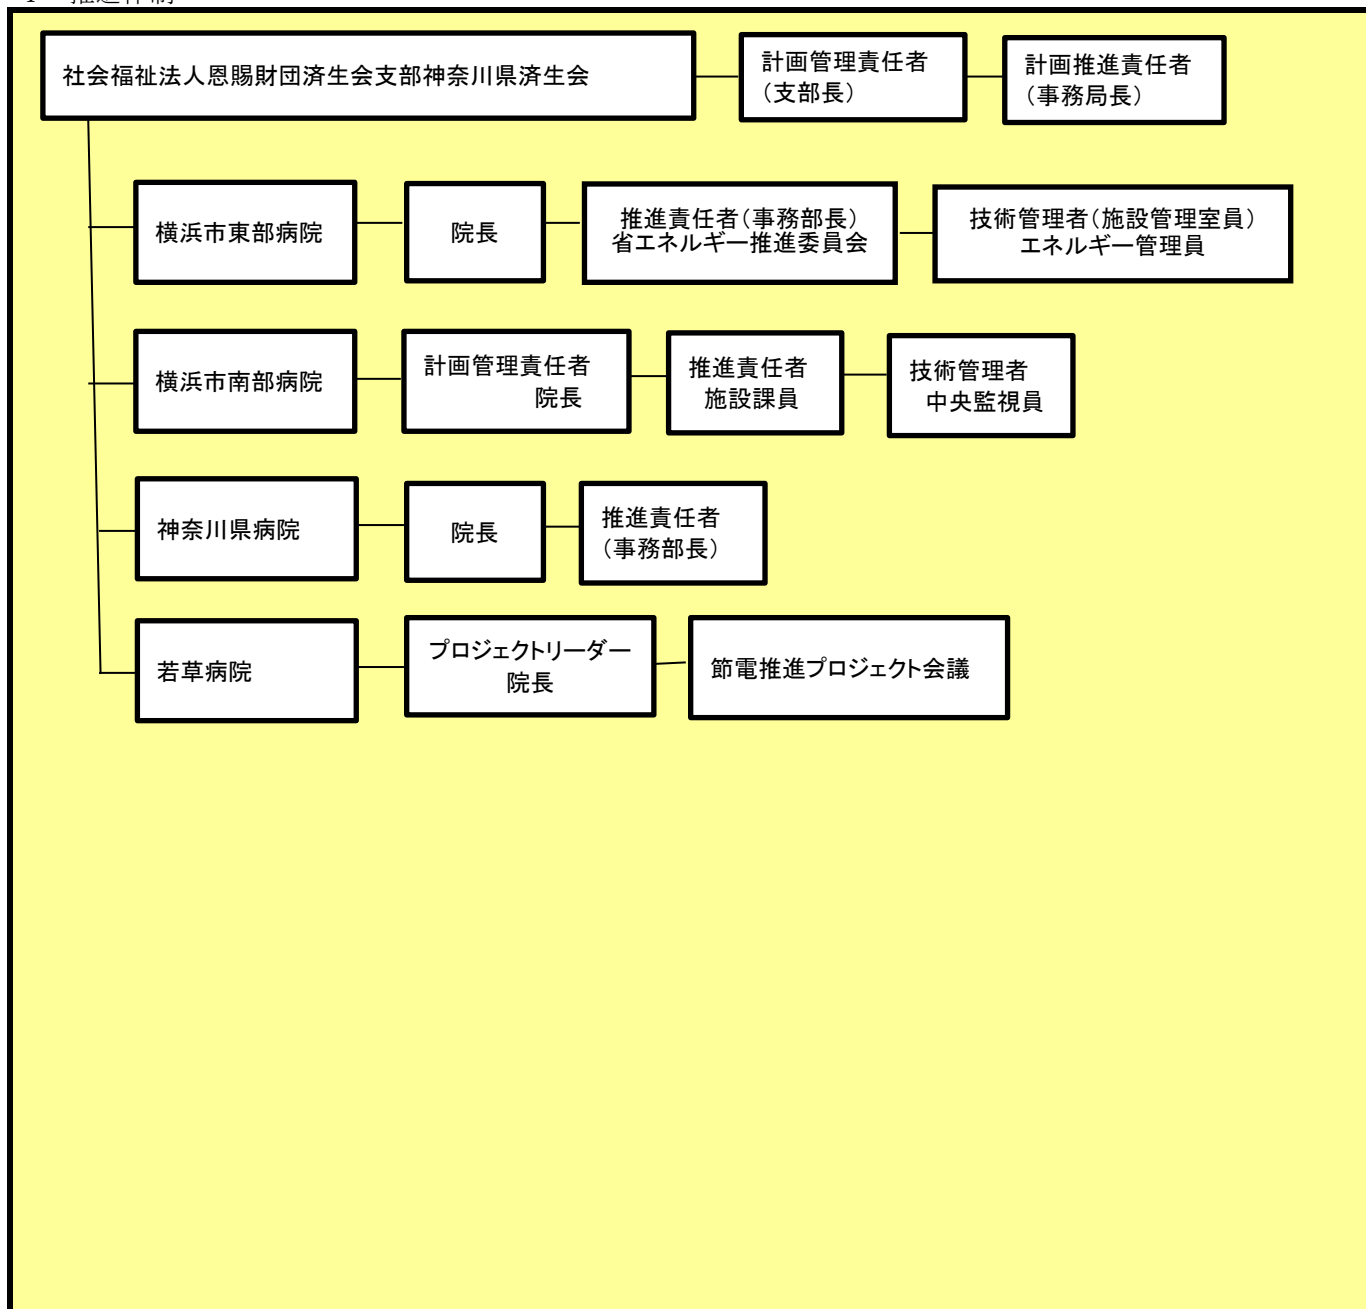 社会福祉法人恩賜財団済生会支部神奈川県済生会
計画管理責任者
（支部長）
計画推進責任者
（事務局長）
横浜市東部病院
院長
推進責任者（事務部長）
省エネルギー推進委員会
技術管理者（施設管理室員）
エネルギー管理員
横浜市南部病院
計画管理責任者
院長
推進責任者
施設課員
技術管理者
中央監視員
神奈川県病院
院長
推進責任者
（事務部長）
若草病院
プロジェクトリーダー
院長
節電推進プロジェクト会議